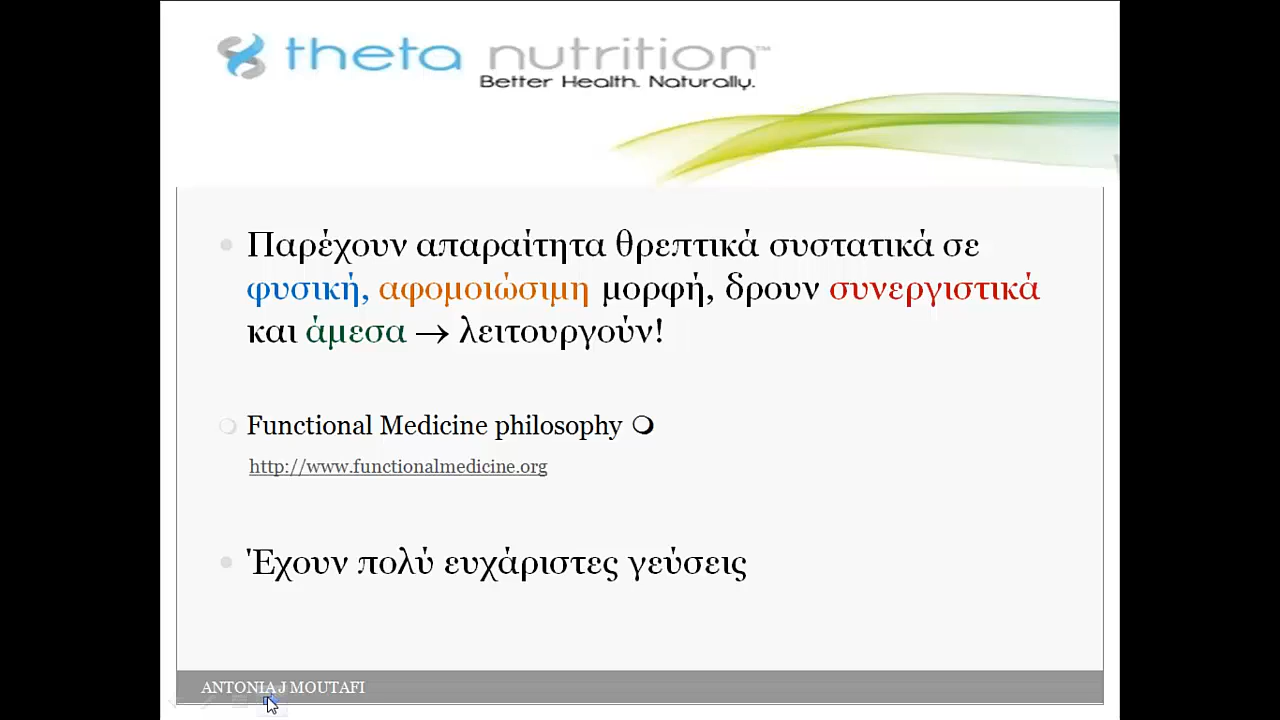 theta nutrition™
Better Health. Naturally.
Παρέχουν απαραίτητα θρεπτικά συστατικά σε
φυσική, αφομοιώσιμη μορφή, δρουν συνεργιστικά
και άμεσα → λειτουργούν!
Functional Medicine philosophy
http://www.functionalmedicine.org
Έχουν πολύ ευχάριστες γεύσεις
ANTONIA J MOUTAFI